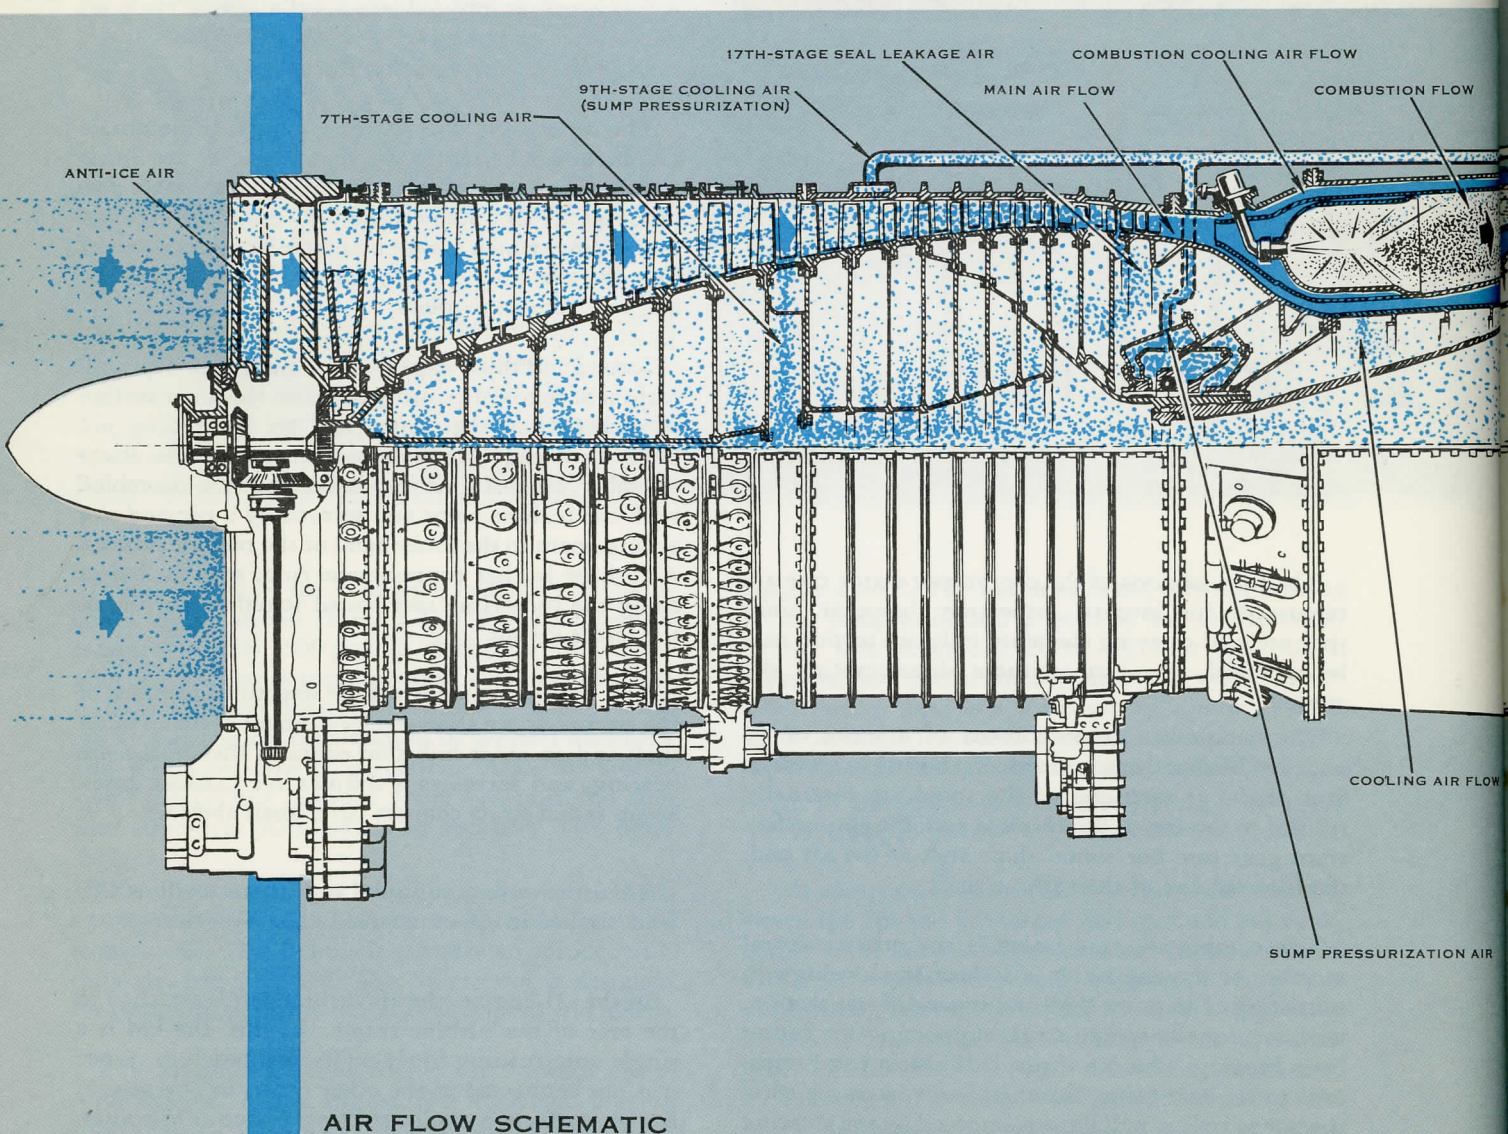 17TH-STAGE SEAL LEAKAGE AIR
COMBUSTION COOLING AIR FLOW
9TH-STAGE COOLING AIR
(SUMP PRESSURIZATION)
MAIN AIR FLOW
COMBUSTION FLOW
7TH-STAGE COOLING AIR
ANTI-ICE AIR
COOLING AIR FLOW
SUMP PRESSURIZATION AIR
AIR FLOW SCHEMATIC